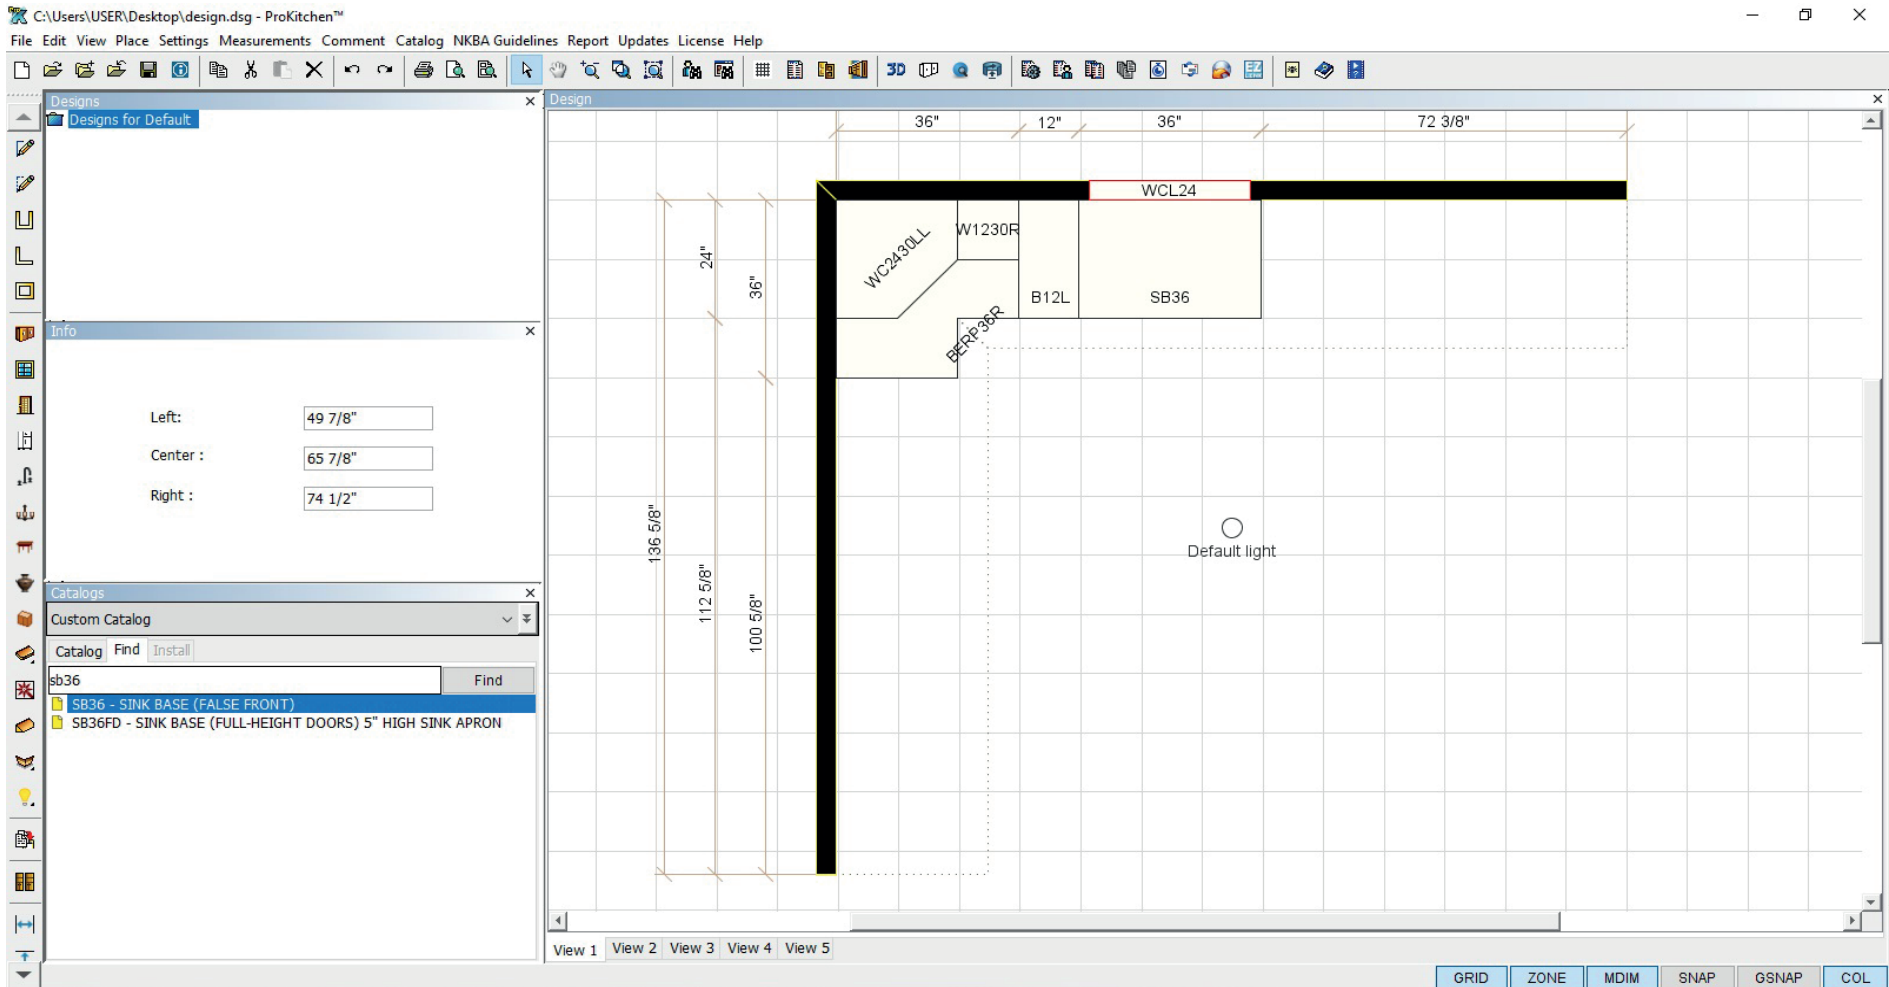 C:\Users\USER\Desktop\design.dsg - ProKitchen™
File Edit View Place Settings Measurements Comment Catalog NKBA Guidelines Report Updates License Help
3D
EZ
Designs
Designs for Default
Info
Left: 49 7/8"
Center : 65 7/8"
Right : 74 1/2"
Catalogs
Custom Catalog
Catalog Find Install
sb36 Find
SB36 - SINK BASE (FALSE FRONT)
SB36FD - SINK BASE (FULL-HEIGHT DOORS) 5" HIGH SINK APRON
Design
36" 12" 36" 72 3/8"
WCL24
WC2430LL
W1230R
B12L
SB36
BERP36R
24"
36"
136 5/8"
112 5/8"
100 5/8"
Default light
View 1 View 2 View 3 View 4 View 5
GRID ZONE MDIM SNAP GSNAP COL